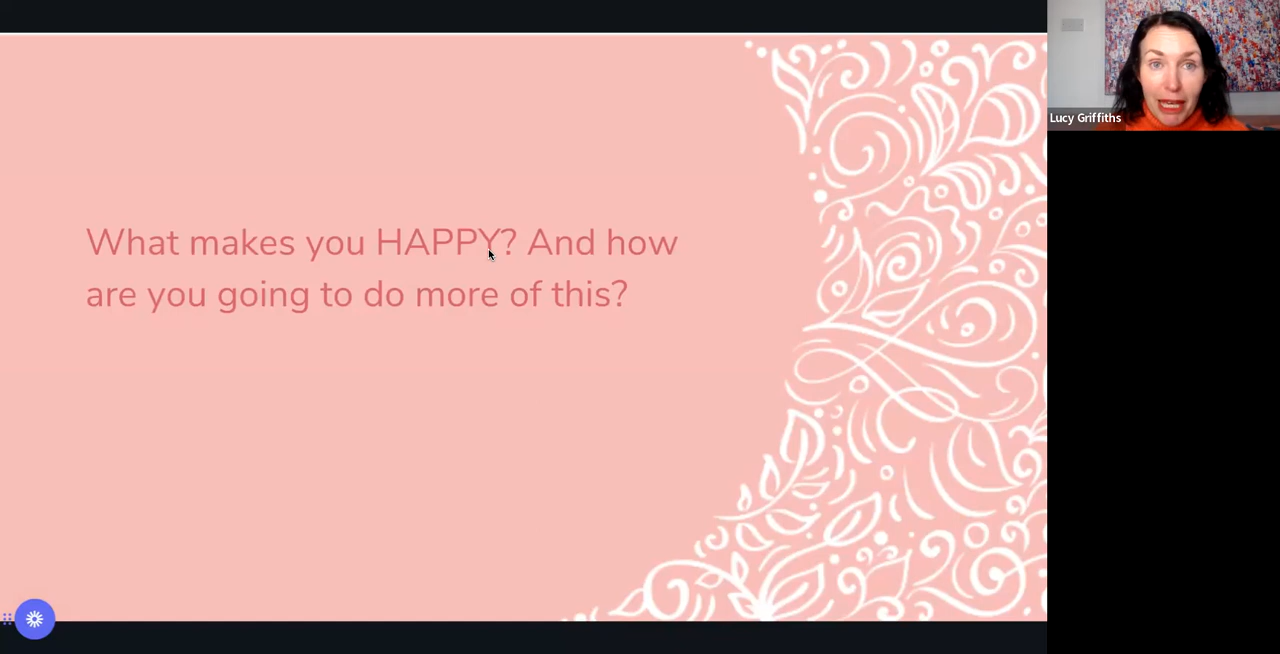 What makes you HAPPY? And how
are you going to do more of this?
Lucy Griffiths